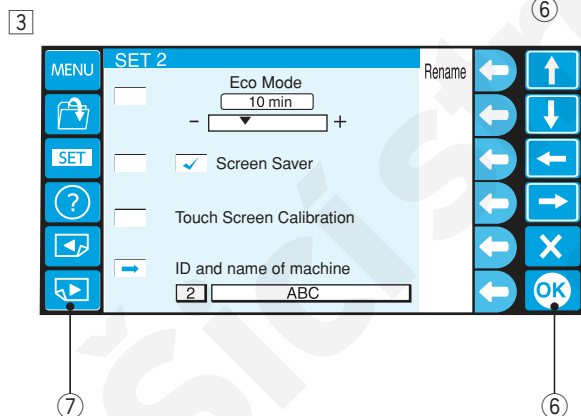 3
6
MENU
SET 2
Rename
Eco Mode
10 min
- +
SET
Screen Saver
?
Touch Screen Calibration
ID and name of machine
2 ABC
OK
7
6